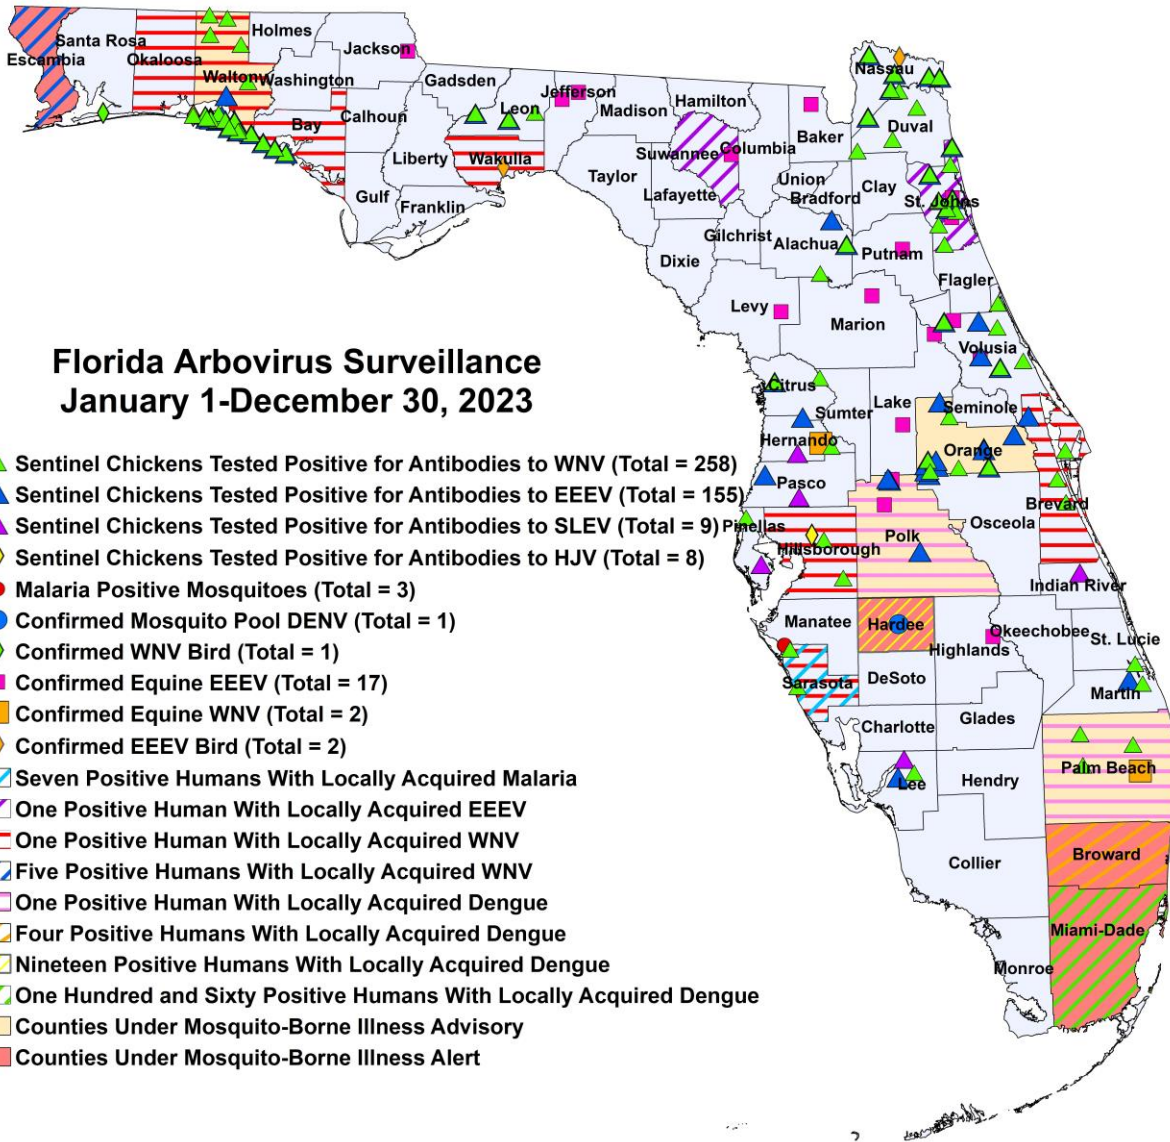 Holmes
Jackson
Santa Rosa
Escambia
Okaloosa
Walton
Washington
Gadsden
Jefferson
Leon
Madison
Hamilton
Nassau
Calhoun
Bay
Baker
Duval
Liberty
Wakulla
Suwannee
Columbia
Taylor
Lafayette
Union
Bradford
Clay
St. Johns
Gulf
Franklin
Gilchrist
Alachua
Putnam
Dixie
Flagler
Levy
Marion
Volusia
Florida Arbovirus Surveillance
January 1-December 30, 2023
Citrus
Lake
Seminole
Sumter
Hernando
Orange
Sentinel Chickens Tested Positive for Antibodies to WNV (Total = 258)
Sentinel Chickens Tested Positive for Antibodies to EEEV (Total = 155)
Sentinel Chickens Tested Positive for Antibodies to SLEV (Total = 9)
Sentinel Chickens Tested Positive for Antibodies to HJV (Total = 8)
Malaria Positive Mosquitoes (Total = 3)
Confirmed Mosquito Pool DENV (Total = 1)
Confirmed WNV Bird (Total = 1)
Confirmed Equine EEEV (Total = 17)
Confirmed Equine WNV (Total = 2)
Confirmed EEEV Bird (Total = 2)
Seven Positive Humans With Locally Acquired Malaria
One Positive Human With Locally Acquired EEEV
One Positive Human With Locally Acquired WNV
Five Positive Humans With Locally Acquired WNV
One Positive Human With Locally Acquired Dengue
Four Positive Humans With Locally Acquired Dengue
Nineteen Positive Humans With Locally Acquired Dengue
One Hundred and Sixty Positive Humans With Locally Acquired Dengue
Counties Under Mosquito-Borne Illness Advisory
Counties Under Mosquito-Borne Illness Alert
Pasco
Brevard
Pinellas
Osceola
Polk
Hillsborough
Indian River
Manatee
Hardee
Okeechobee
St. Lucie
Highlands
Sarasota
DeSoto
Martin
Charlotte
Glades
Palm Beach
Lee
Hendry
Collier
Broward
Miami-Dade
Monroe